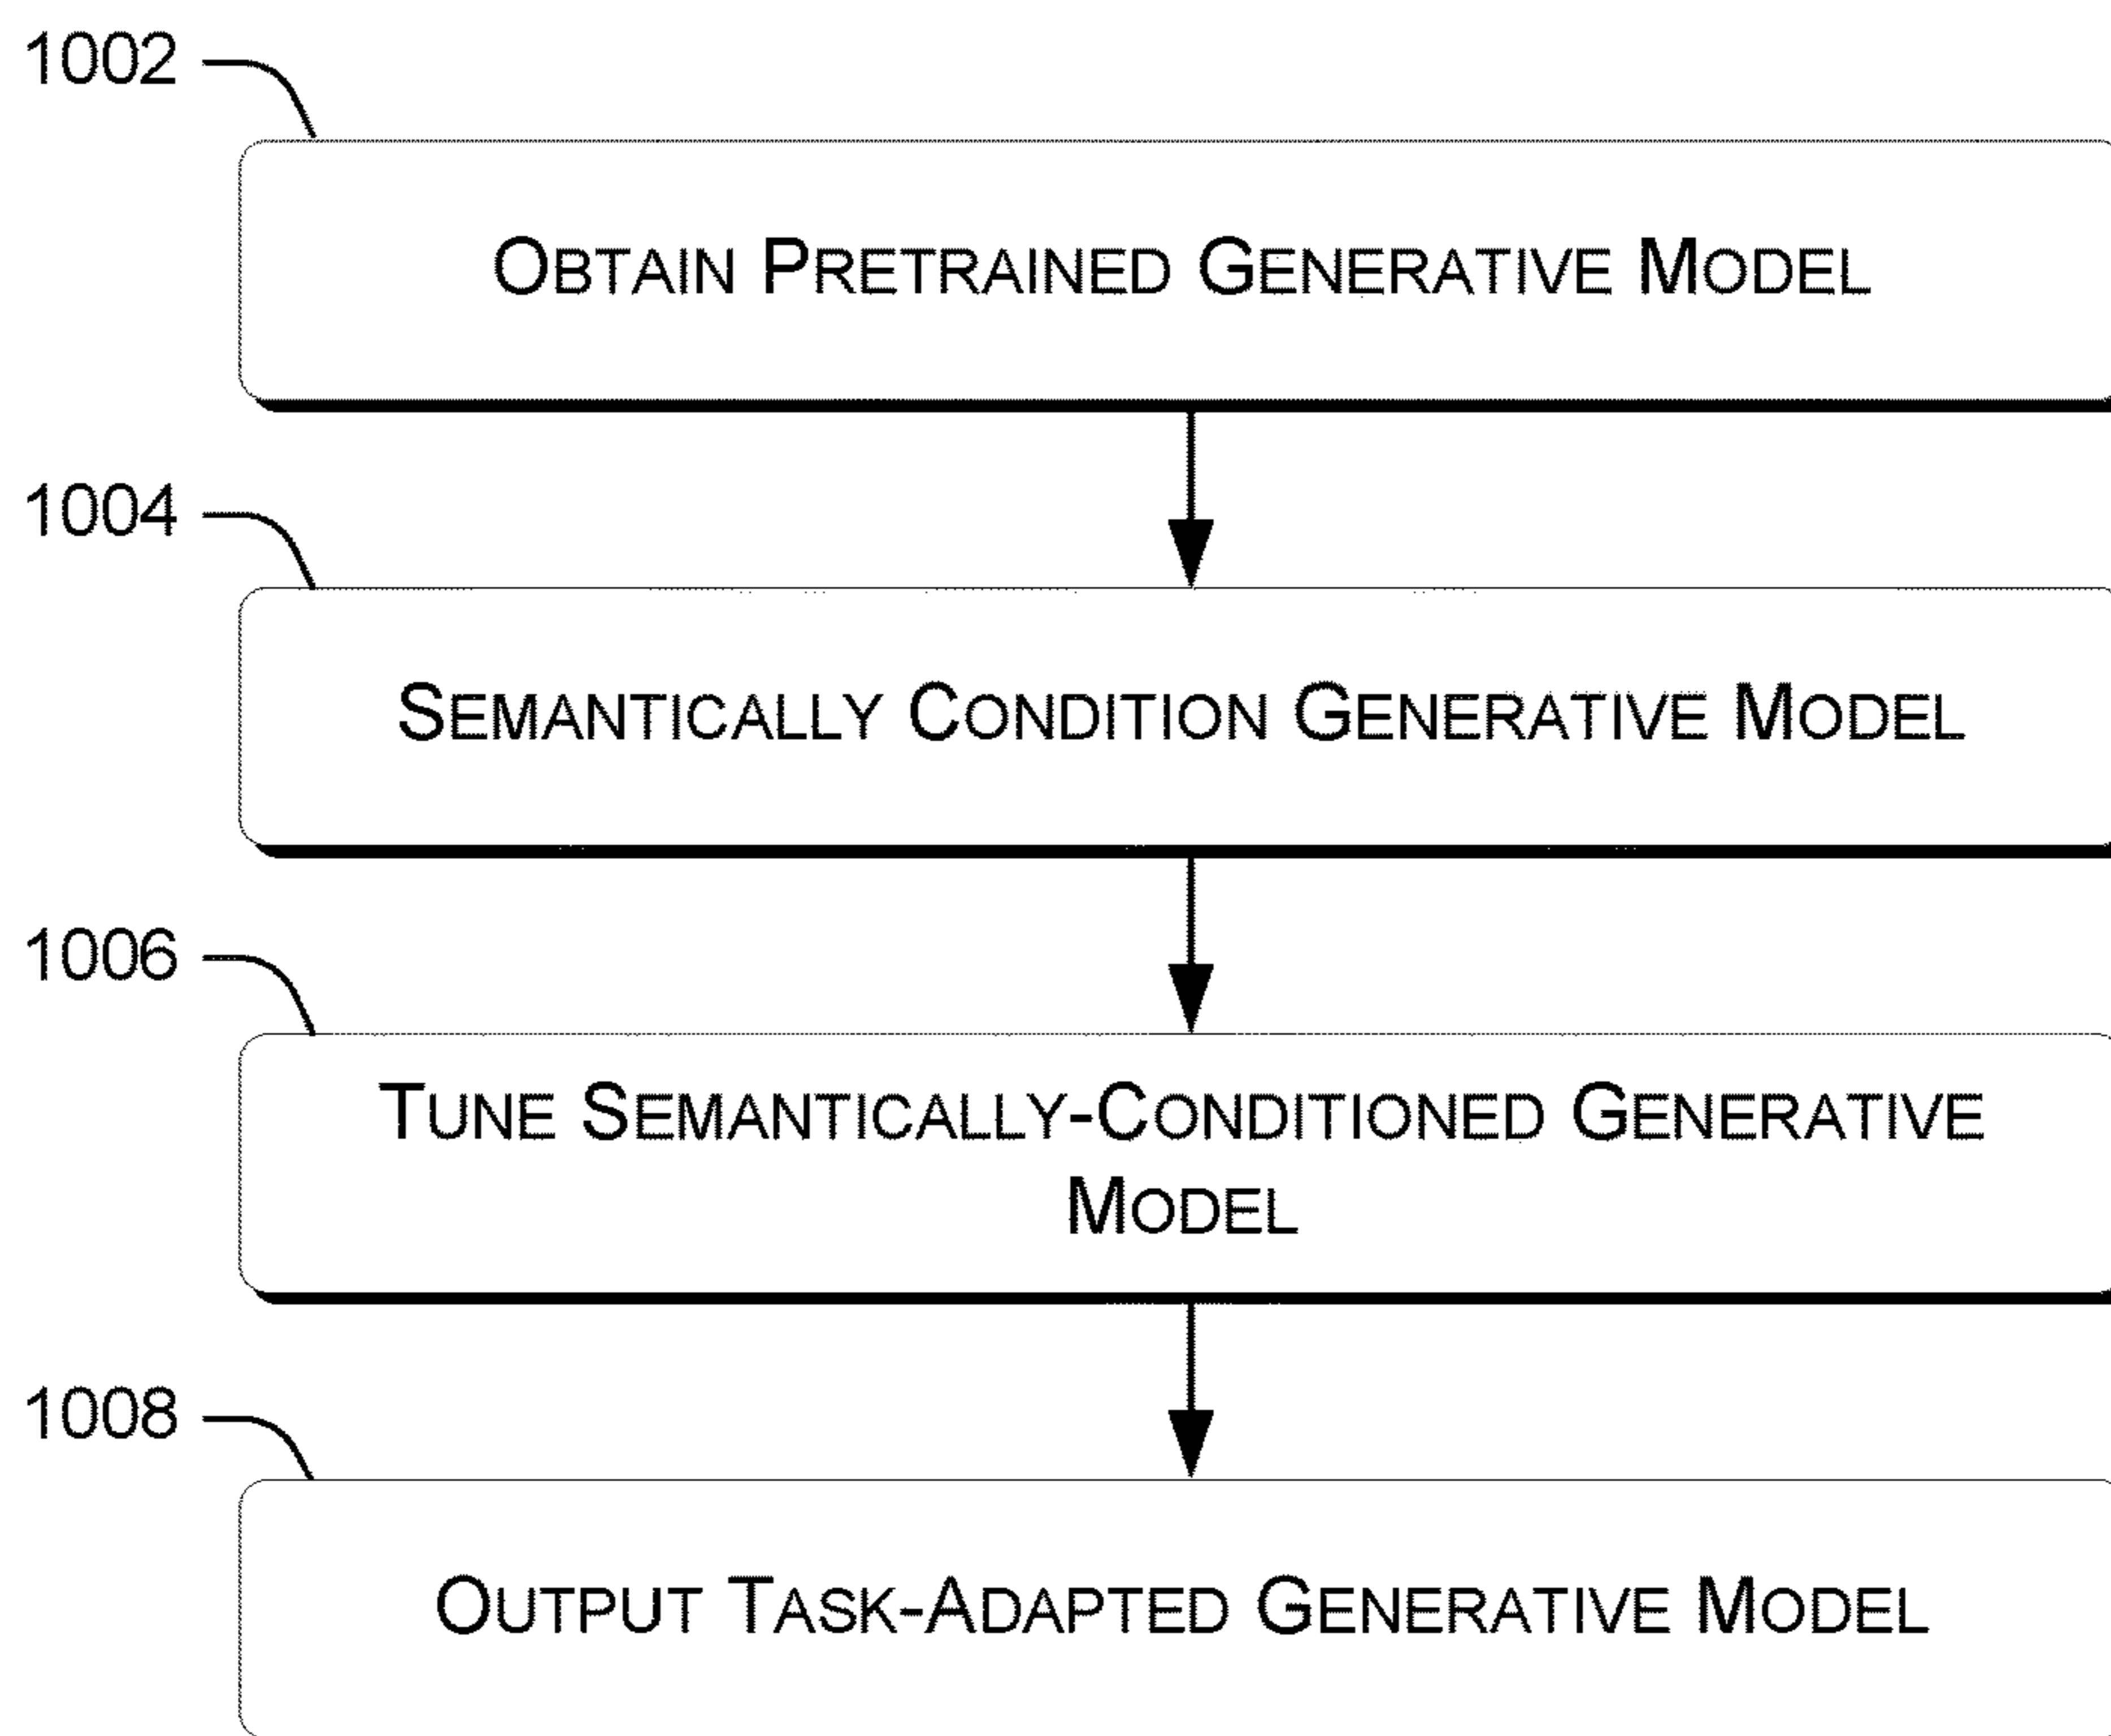 1002
OBTAIN PRETRAINED GENERATIVE MODEL
1004
SEMANTICALLY CONDITION GENERATIVE MODEL
1006
TUNE SEMANTICALLY-CONDITIONED GENERATIVE
MODEL
1008
OUTPUT TASK-ADAPTED GENERATIVE MODEL